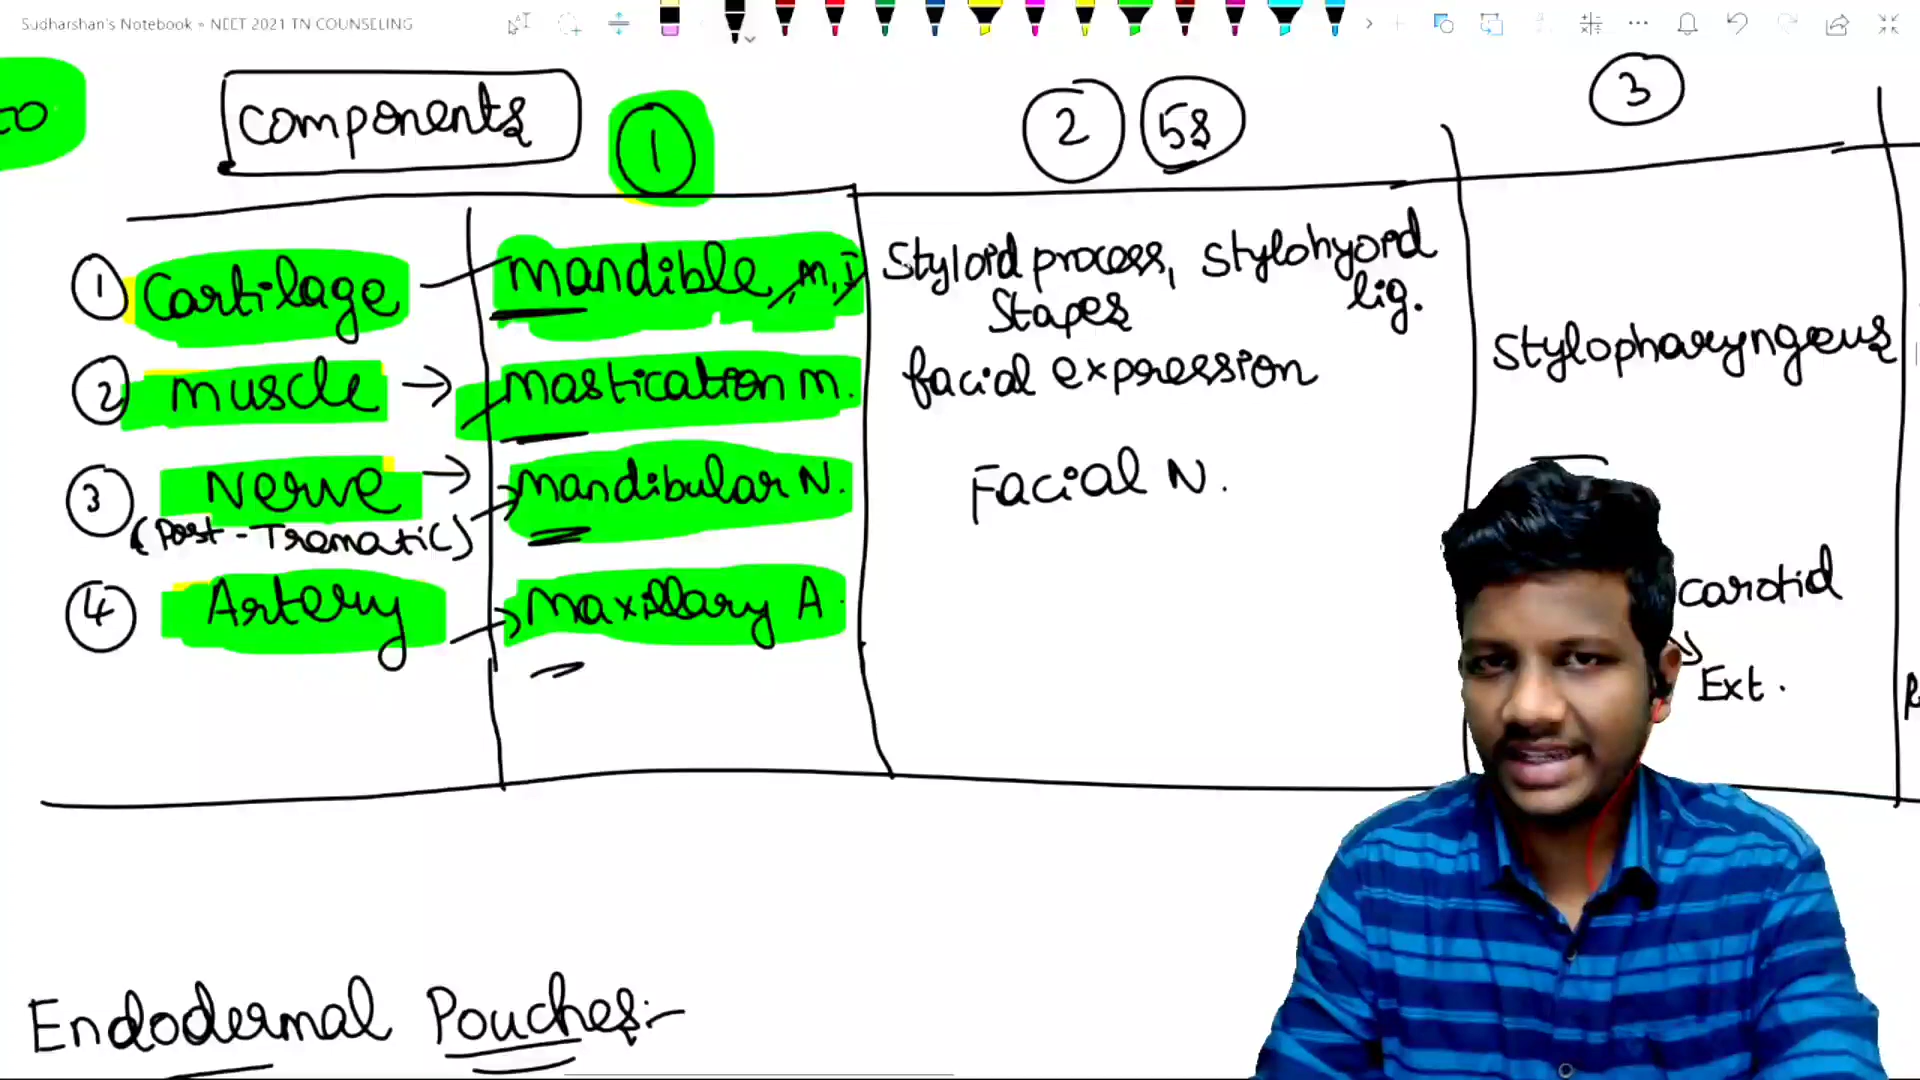 Sudharshan's Notebook » NEET 2021 TN COUNSELING
components
1
2
5s
3
1 Cartilage
mandible, M, I
Styloid process, Stylohyoid lig.
Stapes
Stylopharyngeus
2 muscle
mastication m.
facial expression
3 Nerve
(Post-Trematic)
mandibular N.
Facial N.
4 Artery
maxillary A.
carotid
Ext.
Endodermal Pouches:-